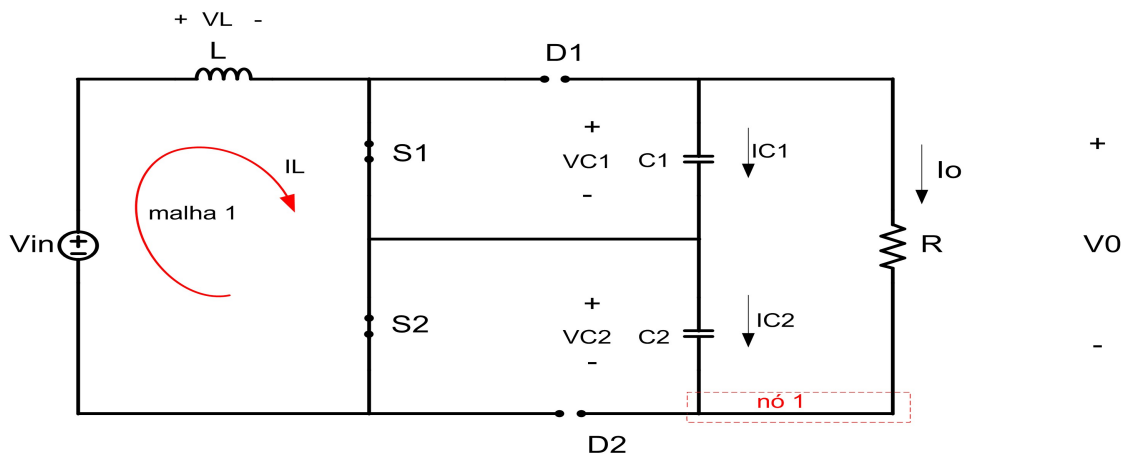 + VL -
L
D1
S1
+
VC1
-
C1
IC1
Io
+
IL
malha 1
Vin
R
V0
S2
+
VC2
-
C2
IC2
-
nó 1
D2